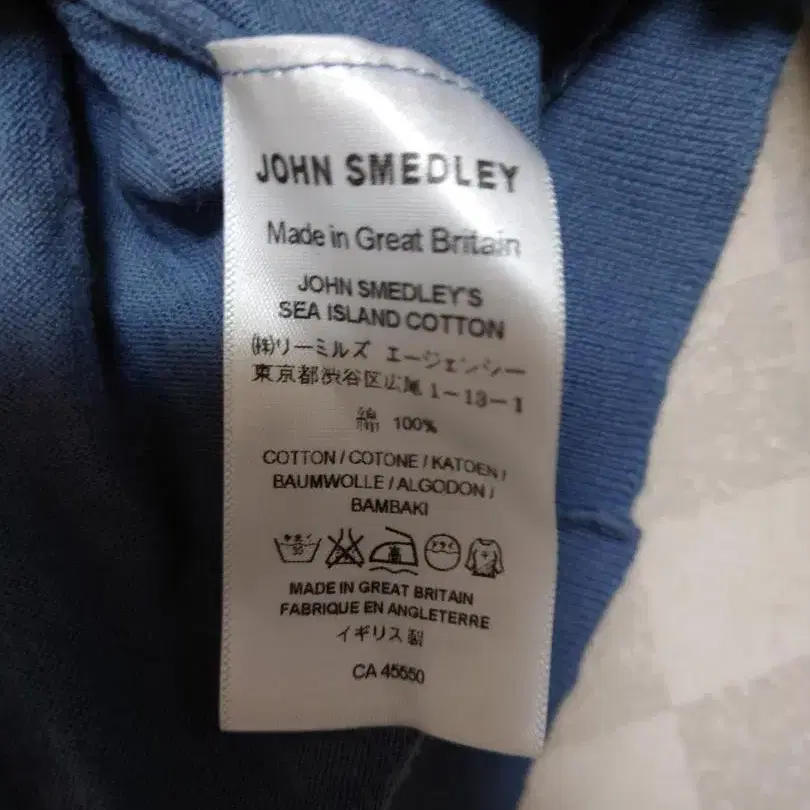 JOHN SMEDLEY
Made in Great Britain
JOHN SMEDLEY'S
SEA ISLAND COTTON
(株)リーミルズ エージェンシー
東京都渋谷区広尾1-13-1
綿 100%
COTTON / COTONE / KATOEN /
BAUMWOLLE / ALGODON /
BAMBAKI
MADE IN GREAT BRITAIN
FABRIQUE EN ANGLETERRE
イギリス製
CA 45550